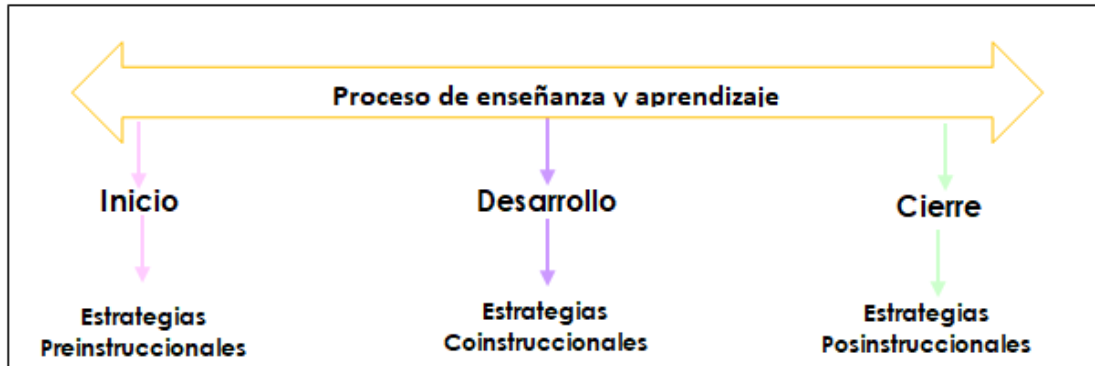 Proceso de enseñanza y aprendizaje
Inicio
Desarrollo
Cierre
Estrategias
Preinstruccionales
Estrategias
Coinstruccionales
Estrategias
Posinstruccionales